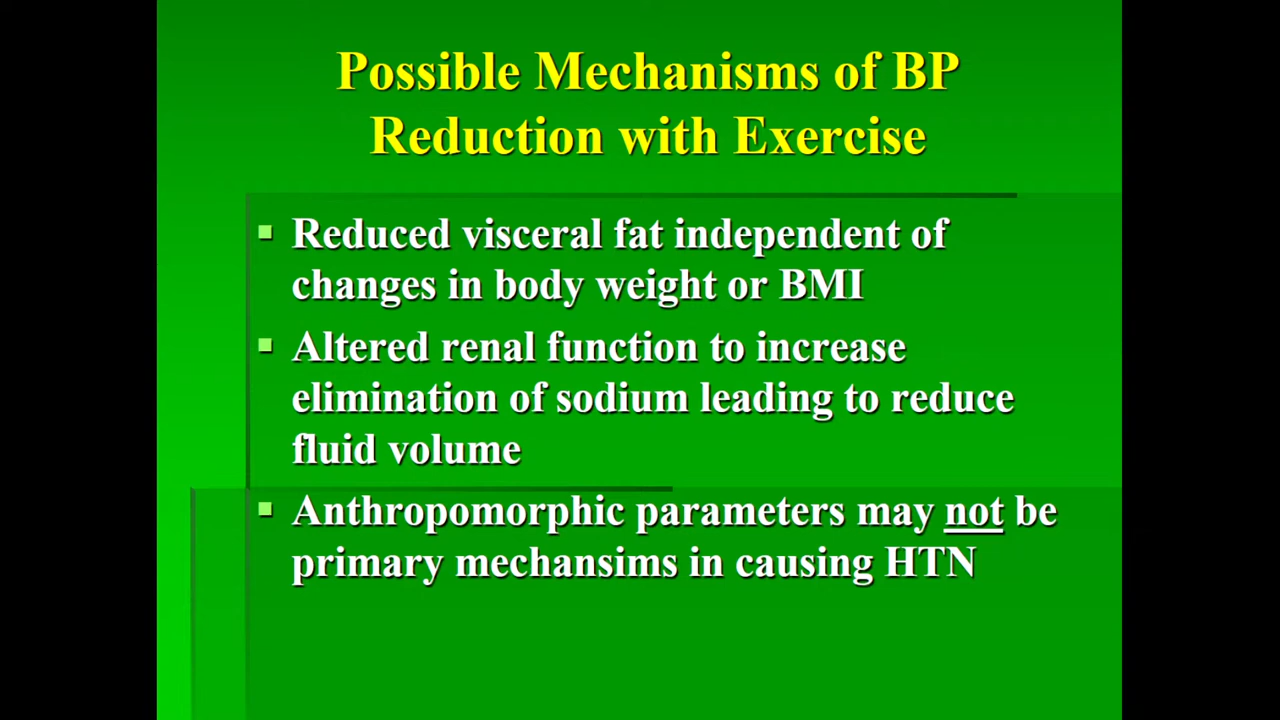 Possible Mechanisms of BP
Reduction with Exercise
Reduced visceral fat independent of
changes in body weight or BMI
Altered renal function to increase
elimination of sodium leading to reduce
fluid volume
Anthropomorphic parameters may not be
primary mechansims in causing HTN